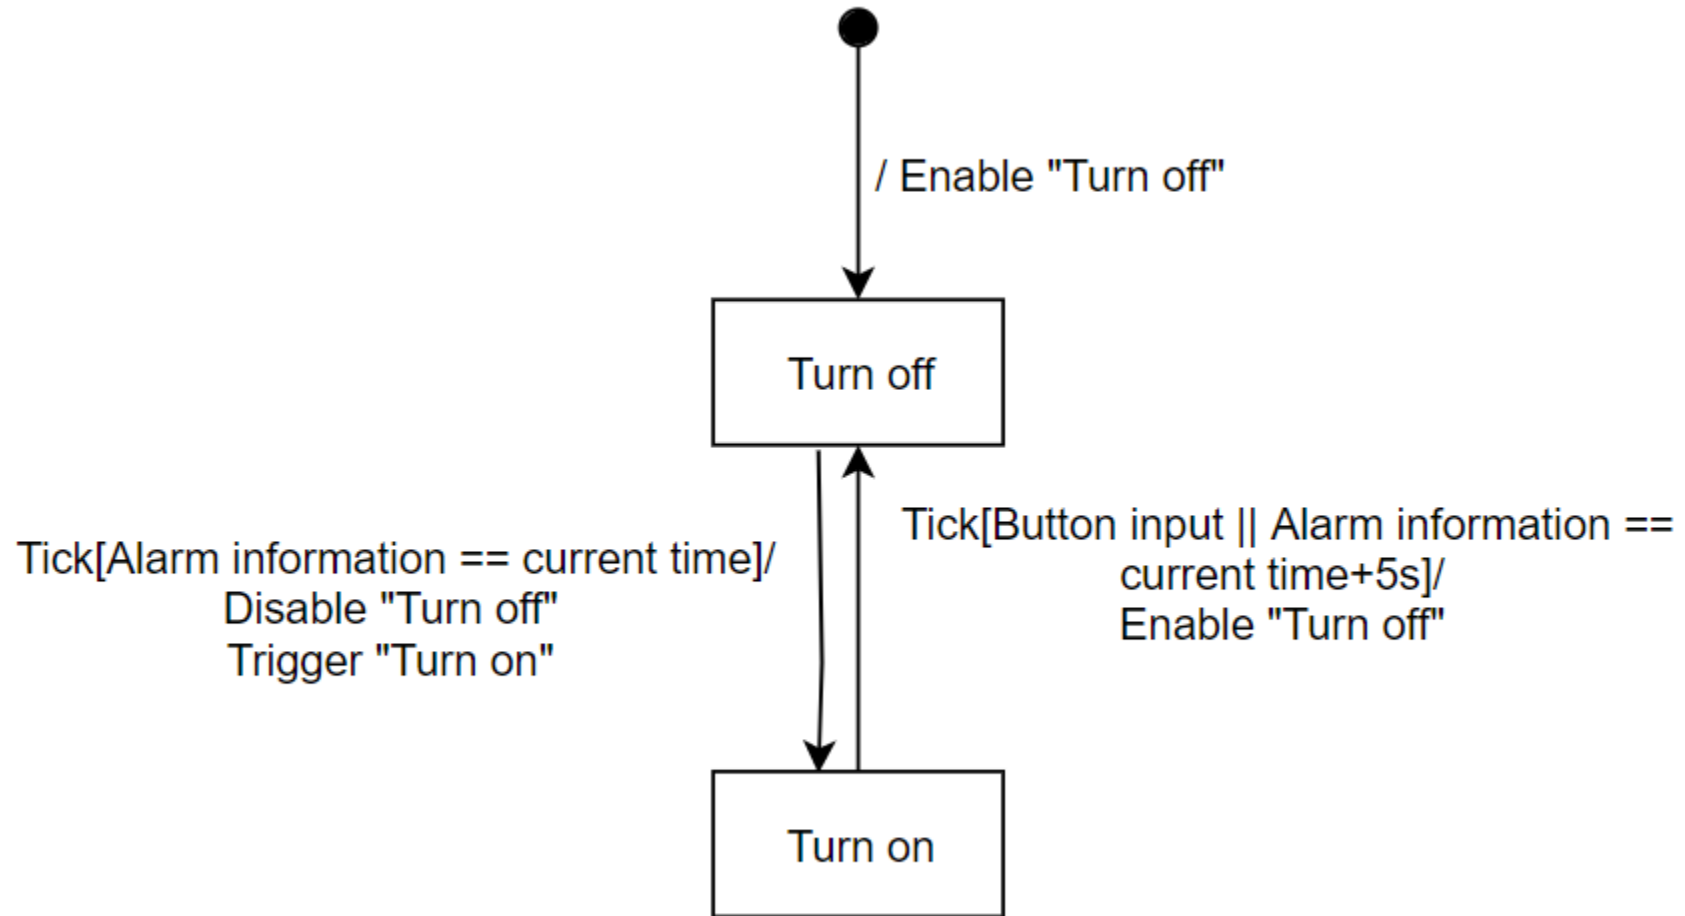 / Enable "Turn off"
Turn off
Tick[Alarm information == current time]/
Disable "Turn off"
Trigger "Turn on"
Tick[Button input || Alarm information ==
current time+5s]/
Enable "Turn off"
Turn on